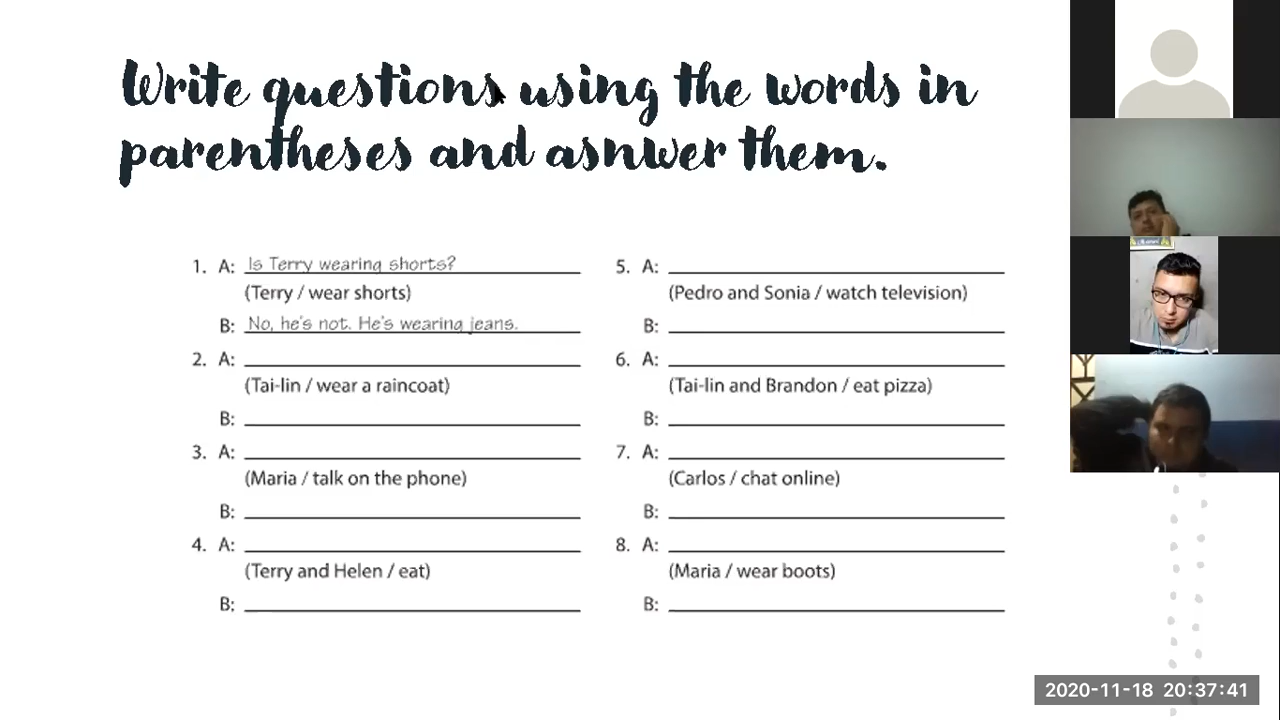 Write questions using the words in
parentheses and asnwer them.
1. A: Is Terry wearing shorts?
(Terry / wear shorts)
B: No, he's not. He's wearing jeans.
2. A:
(Tai-lin / wear a raincoat)
B:
3. A:
(Maria / talk on the phone)
B:
4. A:
(Terry and Helen / eat)
B:
5. A:
(Pedro and Sonia / watch television)
B:
6. A:
(Tai-lin and Brandon / eat pizza)
B:
7. A:
(Carlos / chat online)
B:
8. A:
(Maria / wear boots)
B:
2020-11-18 20:37:41